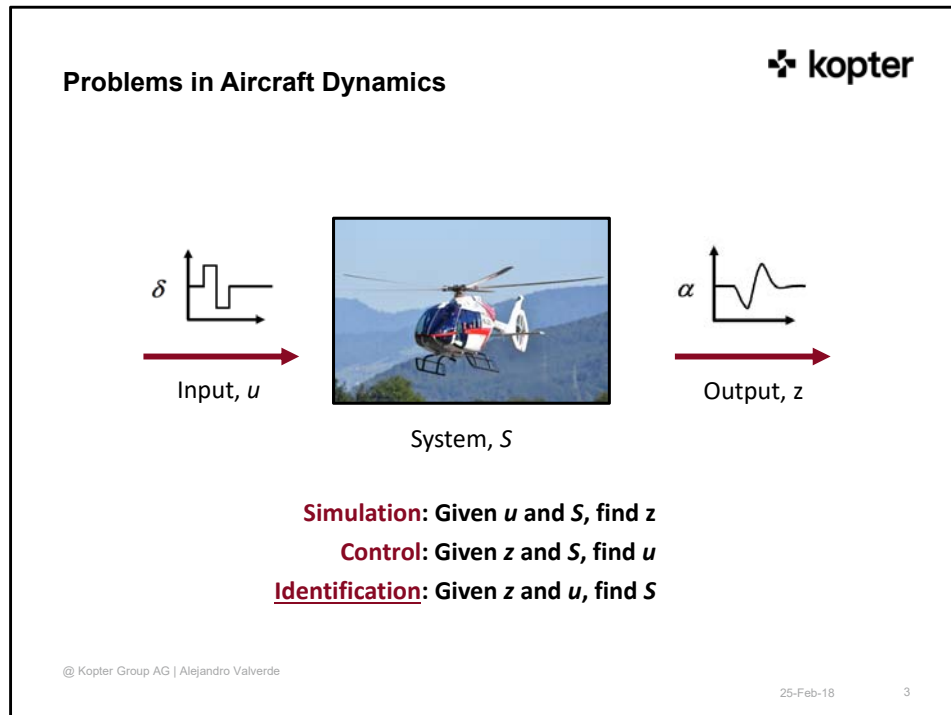 Problems in Aircraft Dynamics
kopter
δ
α
Input, u
Output, z
System, S
Simulation: Given u and S, find z
Control: Given z and S, find u
Identification: Given z and u, find S
@ Kopter Group AG | Alejandro Valverde
25-Feb-18
3